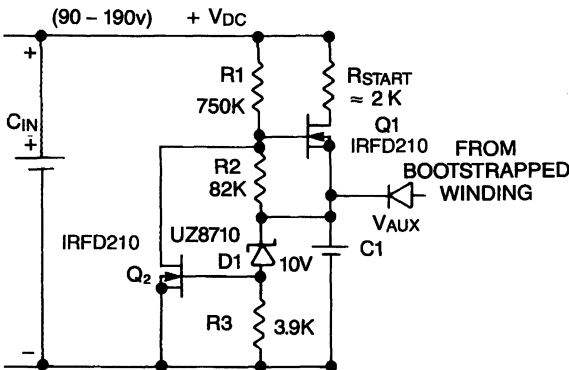 (90 – 190v) + VDC
+
R1
750K
RSTART
≈ 2 K
CIN
+
Q1
IRFD210
FROM
BOOTSTRAPPED
WINDING
R2
82K
VAUX
IRFD210
UZ8710
D1
10V
C1
Q2
R3
3.9K
–